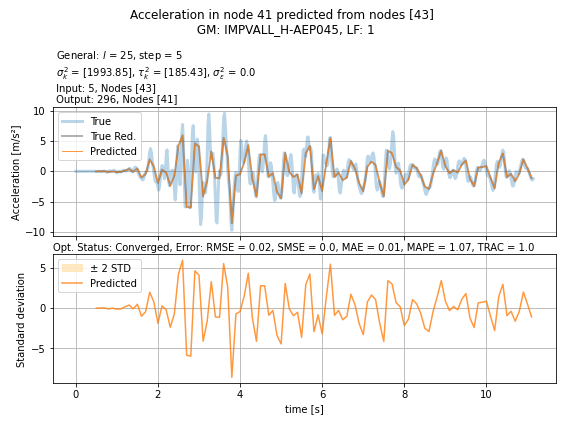 Acceleration in node 41 predicted from nodes [43]
GM: IMPVALL_H-AEP045, LF: 1
General: l = 25, step = 5
σ²ₖ = [1993.85], τ²ₖ = [185.43], σ²ε = 0.0
Input: 5, Nodes [43]
Output: 296, Nodes [41]
10
5
0
−5
−10
Acceleration [m/s²]
True
True Red.
Predicted
Opt. Status: Converged, Error: RMSE = 0.02, SMSE = 0.0, MAE = 0.01, MAPE = 1.07, TRAC = 1.0
5
0
−5
Standard deviation
± 2 STD
Predicted
0 2 4 6 8 10
time [s]